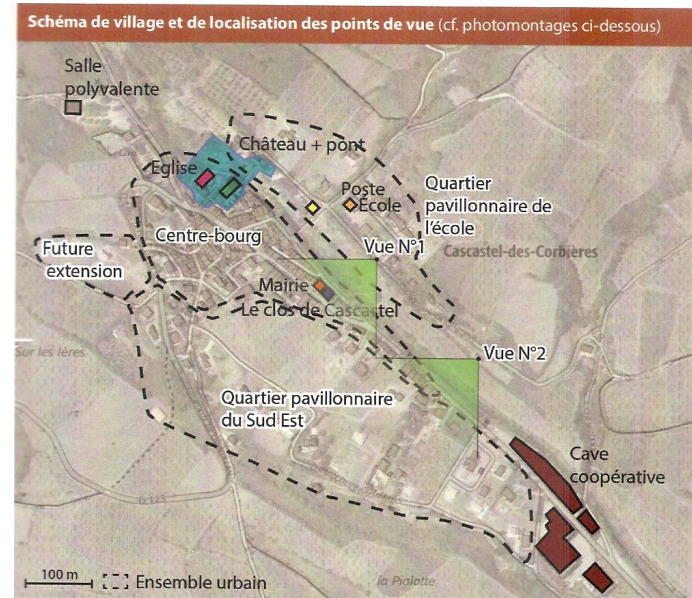 Schéma de village et de localisation des points de vue (cf. photomontages ci-dessous)
Salle
polyvalente
Château + pont
Eglise
Poste
École
Quartier
pavillonnaire de
l'école
Centre-bourg
Future
extension
Vue N°1
Cascastel-des-Corbières
Mairie
Le clos de Cascastel
Sur les Ières
Vue N°2
Quartier pavillonnaire
du Sud Est
Cave
coopérative
D 123
100 m
Ensemble urbain
la Pialotte